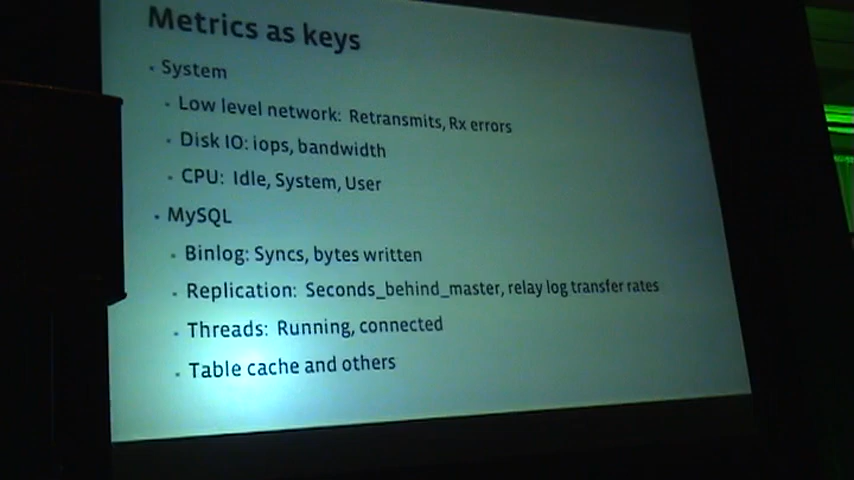 Metrics as keys
• System
• Low level network: Retransmits, Rx errors
• Disk IO: iops, bandwidth
• CPU: Idle, System, User
• MySQL
• Binlog: Syncs, bytes written
• Replication: Seconds_behind_master, relay log transfer rates
• Threads: Running, connected
• Table cache and others